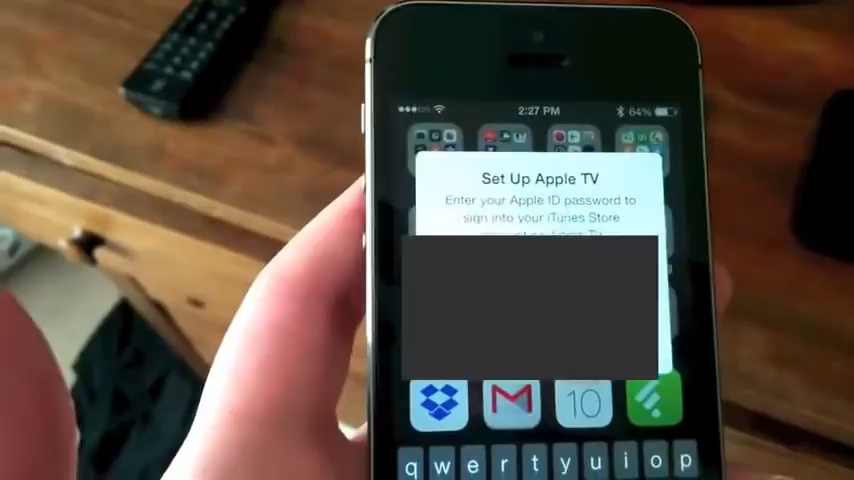 2:27 PM 64%
Set Up Apple TV
Enter your Apple ID password to
sign into your iTunes Store
10
q w e r t y u i o p